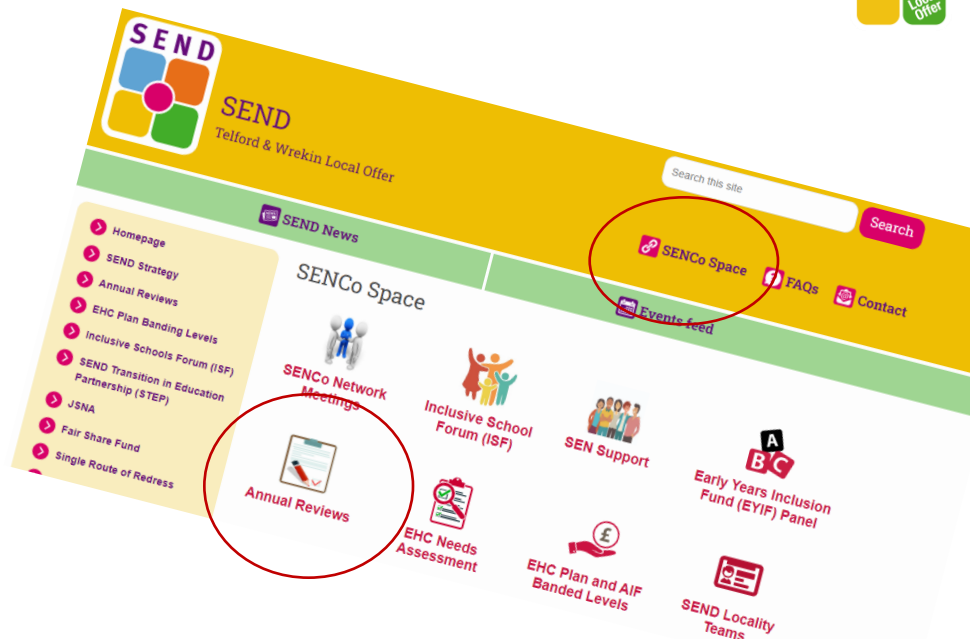 Local
Offer
SEND
SEND
Telford & Wrekin Local Offer
Search this site
Search
SENCo Space
FAQs
Contact
SEND News
Events feed
Homepage
SEND Strategy
Annual Reviews
EHC Plan Banding Levels
Inclusive Schools Forum (ISF)
SEND Transition in Education
Partnership (STEP)
JSNA
Fair Share Fund
Single Route of Redress
SENCo Space
SENCo Network
Meetings
Inclusive School
Forum (ISF)
SEN Support
A
B C
Early Years Inclusion
Fund (EYIF) Panel
Annual Reviews
EHC Needs
Assessment
£
EHC Plan and AIF
Banded Levels
SEND Locality
Teams